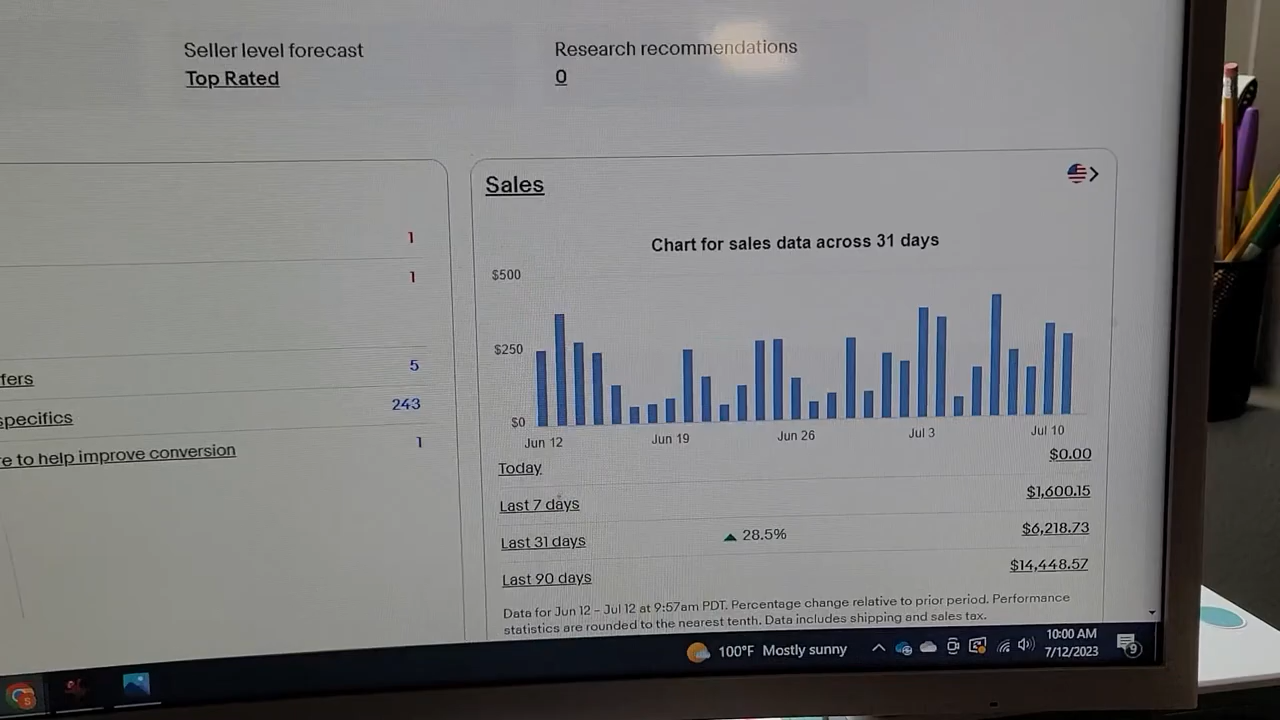 Seller level forecast
Top Rated
Research recommendations
0
1
1
fers
5
specifics
243
e to help improve conversion
1
Sales
Chart for sales data across 31 days
$500
$250
$0
Jun 12
Jun 19
Jun 26
Jul 3
Jul 10
Today
$0.00
Last 7 days
$1,600.15
Last 31 days
28.5%
$6,218.73
Last 90 days
$14,448.57
Data for Jun 12 - Jul 12 at 9:57am PDT. Percentage change relative to prior period. Performance
statistics are rounded to the nearest tenth. Data includes shipping and sales tax.
100°F Mostly sunny
10:00 AM
7/12/2023
9
S